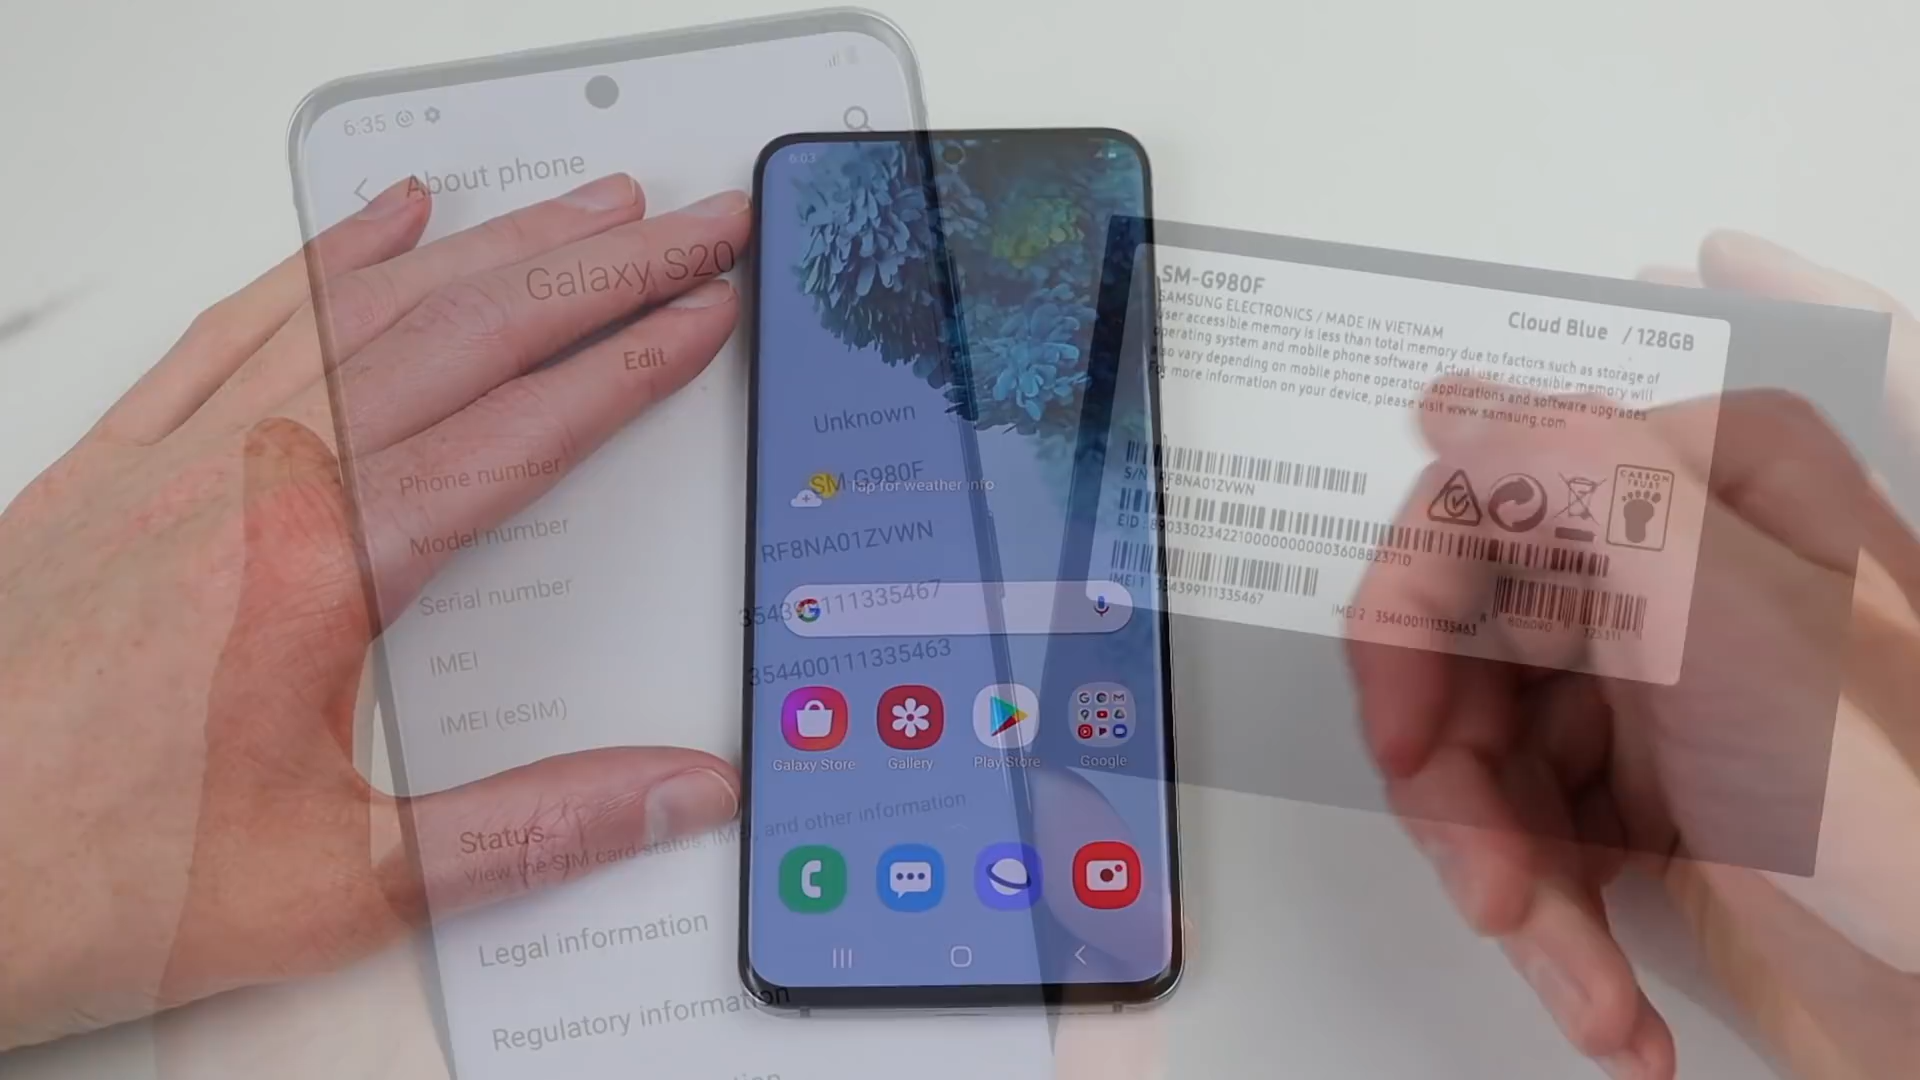 6:35
About phone
Galaxy S20
Edit
Phone number Unknown
Model number SM-G980F
Serial number RF8NA01ZVWN
IMEI 354399111335467
IMEI (eSIM) 354400111335463
Status
View the SIM card status, IMEI, and other information.
Legal information
Regulatory information
6:03
Tap for weather info
Galaxy Store
Gallery
Play Store
Google
SM-G980F
SAMSUNG ELECTRONICS / MADE IN VIETNAM
Cloud Blue / 128GB
User accessible memory is less than total memory due to factors such as storage of
operating system and mobile phone software. Actual user accessible memory will
also vary depending on mobile phone operator, applications and software upgrades
For more information on your device, please visit www.samsung.com
S/N RF8NA01ZVWN
IMEI 1 354399111335467
IMEI 2 354400111335463
CARBON
TRUST